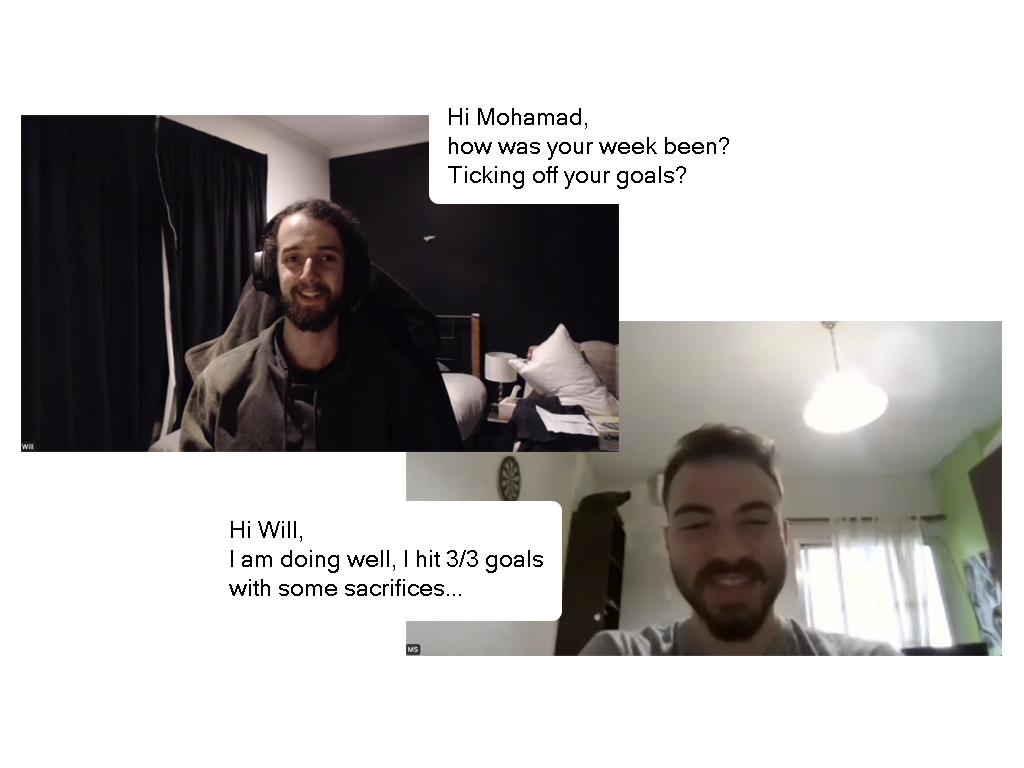 Hi Mohamad,
how was your week been?
Ticking off your goals?
Will
Hi Will,
I am doing well, I hit 3/3 goals
with some sacrifices...
MS